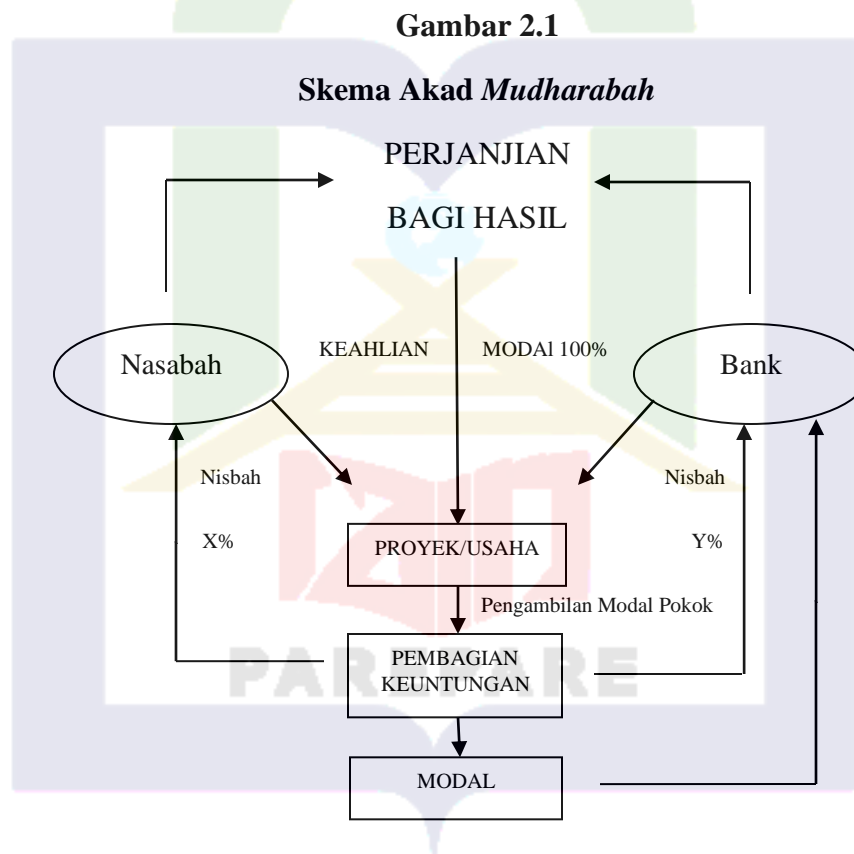 Gambar 2.1
Skema Akad Mudharabah
PERJANJIAN
BAGI HASIL
Nasabah
KEAHLIAN
MODAl 100%
Bank
Nisbah
Nisbah
X%
PROYEK/USAHA
Y%
Pengambilan Modal Pokok
PEMBAGIAN
KEUNTUNGAN
PAREPARE
MODAL